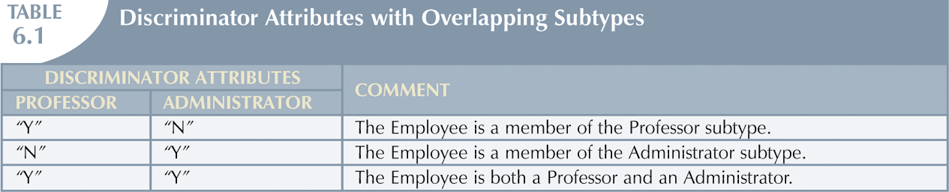 TABLE
6.1
Discriminator Attributes with Overlapping Subtypes
DISCRIMINATOR ATTRIBUTES
COMMENT
PROFESSOR ADMINISTRATOR
“Y” “N” The Employee is a member of the Professor subtype.
“N” “Y” The Employee is a member of the Administrator subtype.
“Y” “Y” The Employee is both a Professor and an Administrator.